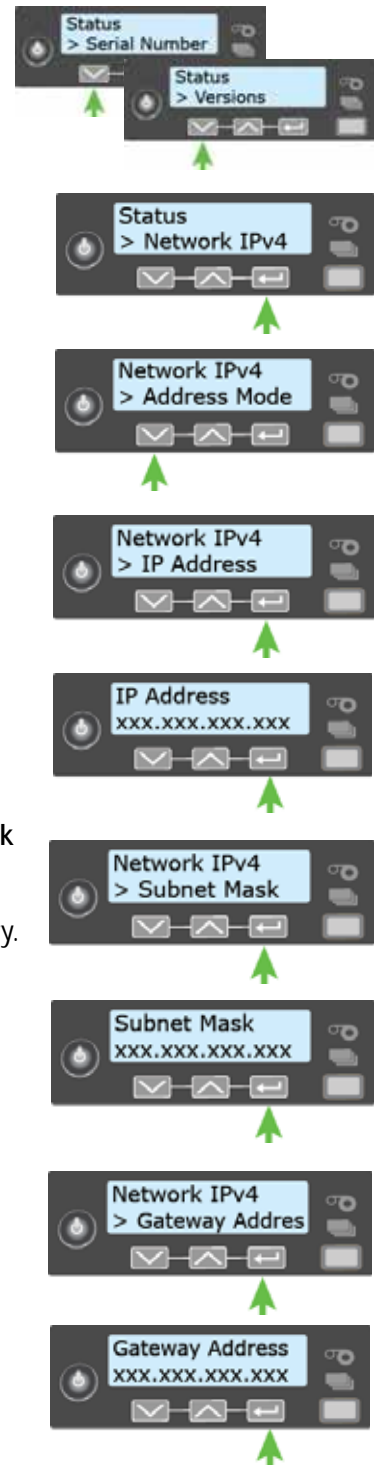 Status
> Serial Number
Status
> Versions
Status
> Network IPv4
Network IPv4
> Address Mode
Network IPv4
> IP Address
IP Address
xxx.xxx.xxx.xxx
k
Network IPv4
> Subnet Mask
y.
Subnet Mask
xxx.xxx.xxx.xxx
Network IPv4
> Gateway Addres
Gateway Address
xxx.xxx.xxx.xxx